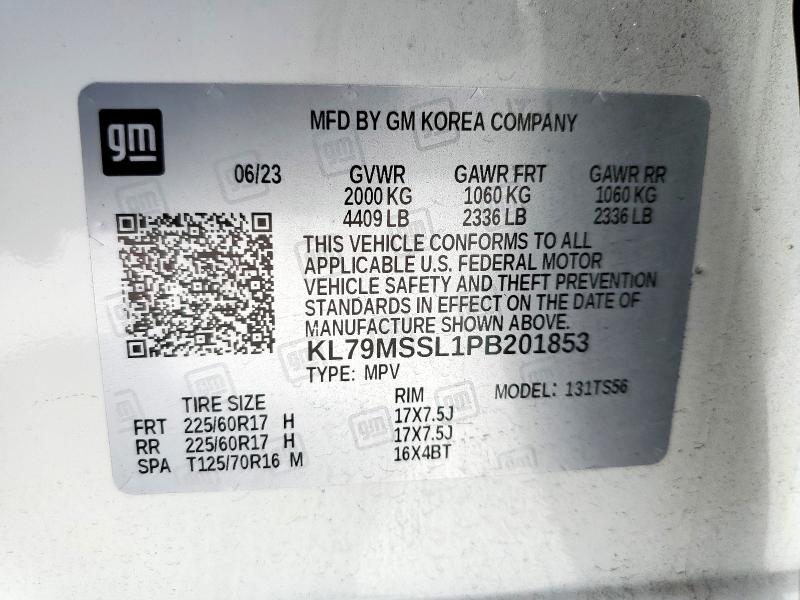 gm
MFD BY GM KOREA COMPANY
06/23 GVWR GAWR FRT GAWR RR
2000 KG 1060 KG 1060 KG
4409 LB 2336 LB 2336 LB
THIS VEHICLE CONFORMS TO ALL
APPLICABLE U.S. FEDERAL MOTOR
VEHICLE SAFETY AND THEFT PREVENTION
STANDARDS IN EFFECT ON THE DATE OF
MANUFACTURE SHOWN ABOVE.
KL79MSSL1PB201853
TYPE: MPV MODEL: 131TS56
TIRE SIZE RIM
FRT 225/60R17 H 17X7.5J
RR 225/60R17 H 17X7.5J
SPA T125/70R16 M 16X4BT